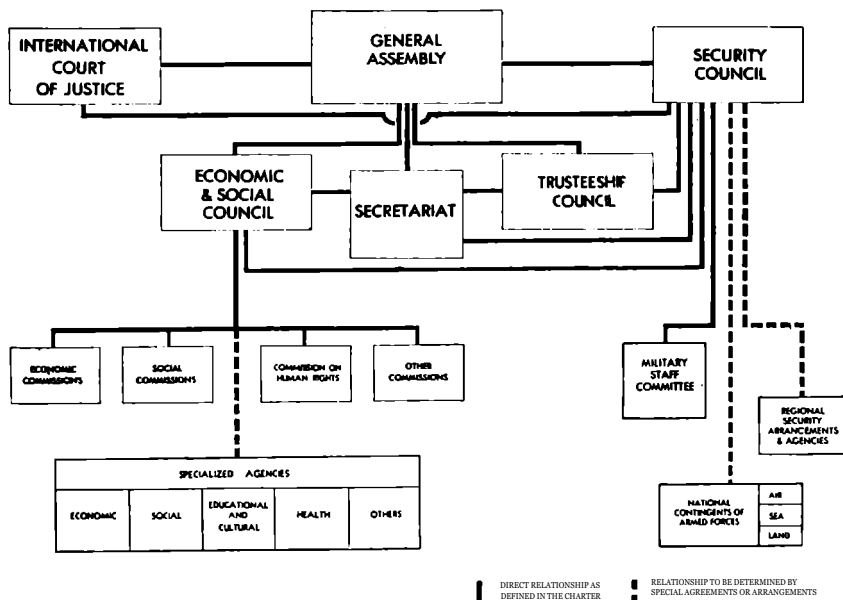 INTERNATIONAL
COURT
OF JUSTICE
GENERAL
ASSEMBLY
SECURITY
COUNCIL
ECONOMIC
& SOCIAL
COUNCIL
SECRETARIAT
TRUSTEESHIF
COUNCIL
ECONOMIC
COMMISSIONS
SOCIAL
COMMISSIONS
COMMISSION ON
HUMAN RIGHTS
OTHER
COMMISSIONS
MILITARY
STAFF
COMMITTEE
REGIONAL
SECURITY
ARRANCEMENTS
& AGENCIES
SPECIALIZED AGENCIES
ECONOMIC
SOCIAL
EDUCATIONAL
AND
CULTURAL
HEALTH
OTHERS
NATIONAL
CONTINGENTS OF
ARMED FORCES
AIR
SEA
LAND
DIRECT RELATIONSHIP AS
DEFINED IN THE CHARTER
RELATIONSHIP TO BE DETERMINED BY
SPECIAL AGREEMENTS OR ARRANGEMENTS